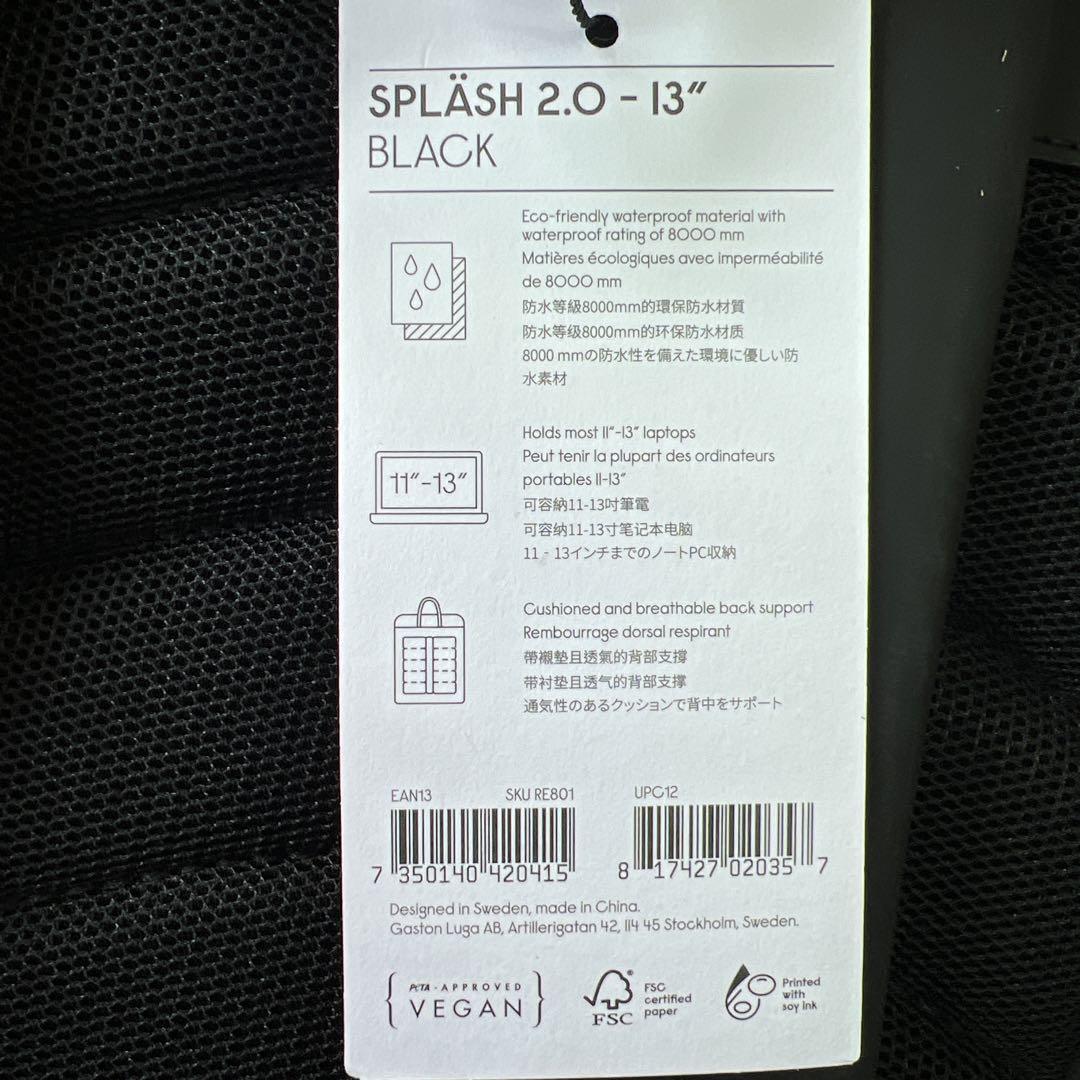 SPLÄSH 2.0 – 13”
BLACK
Eco-friendly waterproof material with
waterproof rating of 8000 mm
Matières écologiques avec imperméabilité
de 8000 mm
防水等級8000mm的環保防水材質
防水等级8000mm的环保防水材质
8000 mmの防水性を備えた環境に優しい防
水素材
11”-13”
Holds most 11”-13” laptops
Peut tenir la plupart des ordinateurs
portables 11-13”
可容納11-13吋筆電
可容纳11-13寸笔记本电脑
11 - 13インチまでのノートPC収納
Cushioned and breathable back support
Rembourrage dorsal respirant
帶襯墊且透氣的背部支撐
带衬垫且透气的背部支撑
通気性のあるクッションで背中をサポート
EAN13 SKU RE801 UPC12
7 350140 420415 8 17427 02035 7
Designed in Sweden, made in China.
Gaston Luga AB, Artillerigatan 42, 114 45 Stockholm, Sweden.
PETA - APPROVED
VEGAN
FSC
FSC
certified
paper
Printed
with
soy ink